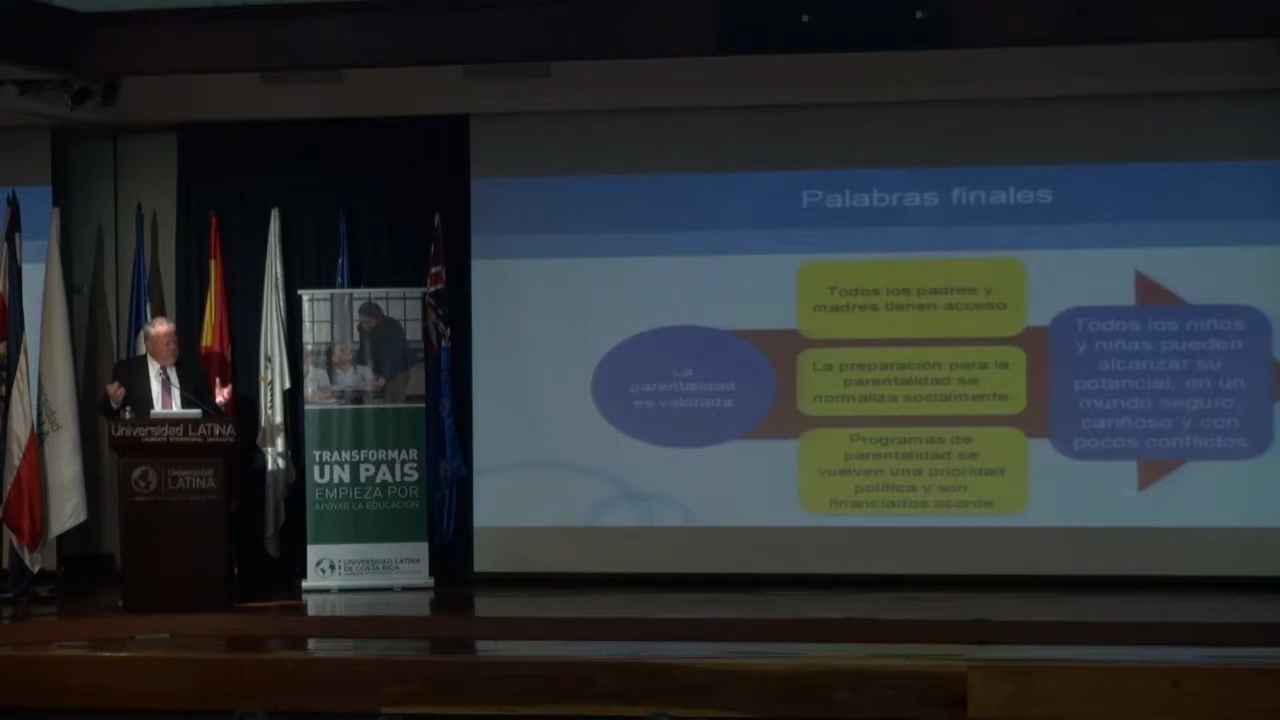 Palabras finales
La
parentalidad
es valorada
Todos los padres y
madres tienen acceso
La preparación para la
parentalidad se
normaliza socialmente
Programas de
parentalidad se
vuelven una prioridad
política y son
financiados acorde
Todos los niños
y niñas pueden
alcanzar su
potencial, en un
mundo seguro,
cariñoso y con
pocos conflictos
Universidad LATINA
Universidad
LATINA
TRANSFORMAR
UN PAÍS
EMPIEZA POR
APOYAR LA EDUCACIÓN
UNIVERSIDAD LATINA
DE COSTA RICA